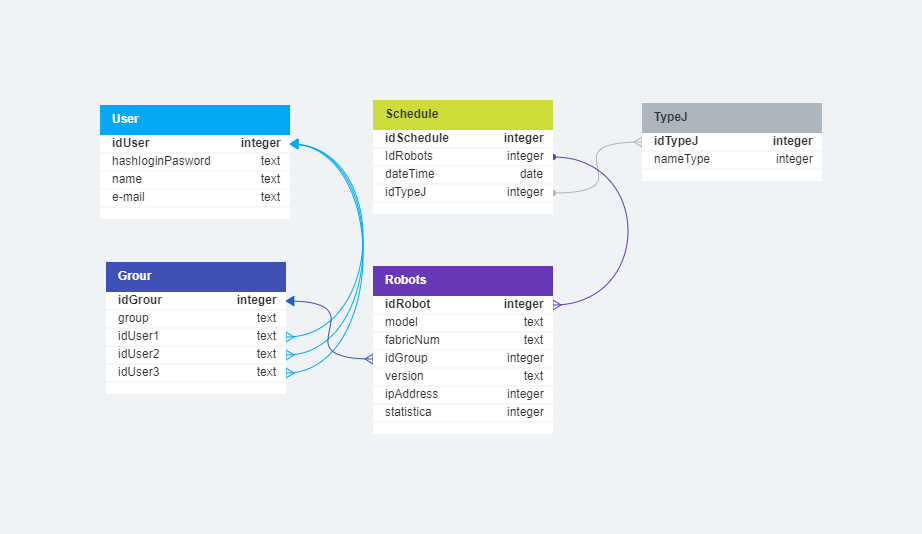 User
idUser integer
hashloginPasword text
name text
e-mail text
Schedule
idSchedule integer
IdRobots integer
dateTime date
idTypeJ integer
TypeJ
idTypeJ integer
nameType integer
Grour
idGrour integer
group text
idUser1 text
idUser2 text
idUser3 text
Robots
idRobot integer
model text
fabricNum text
idGroup integer
version text
ipAddress integer
statistica integer